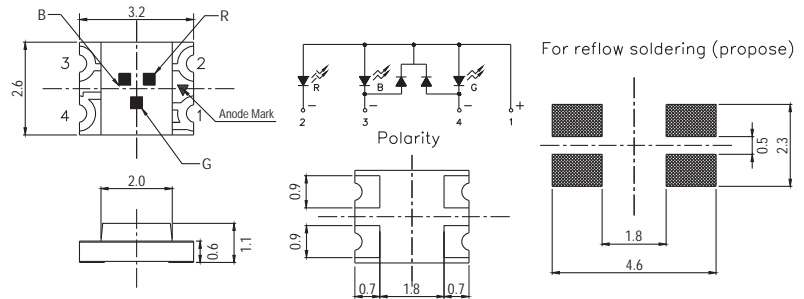 B
3.2
R
2.6
3
2
4
1
Anode Mark
G
R
B
G
－ － － +
2 3 4 1
Polarity
For reflow soldering (propose)
0.5
2.3
1.8
4.6
2.0
0.6
1.1
0.9
0.9
0.7 1.8 0.7